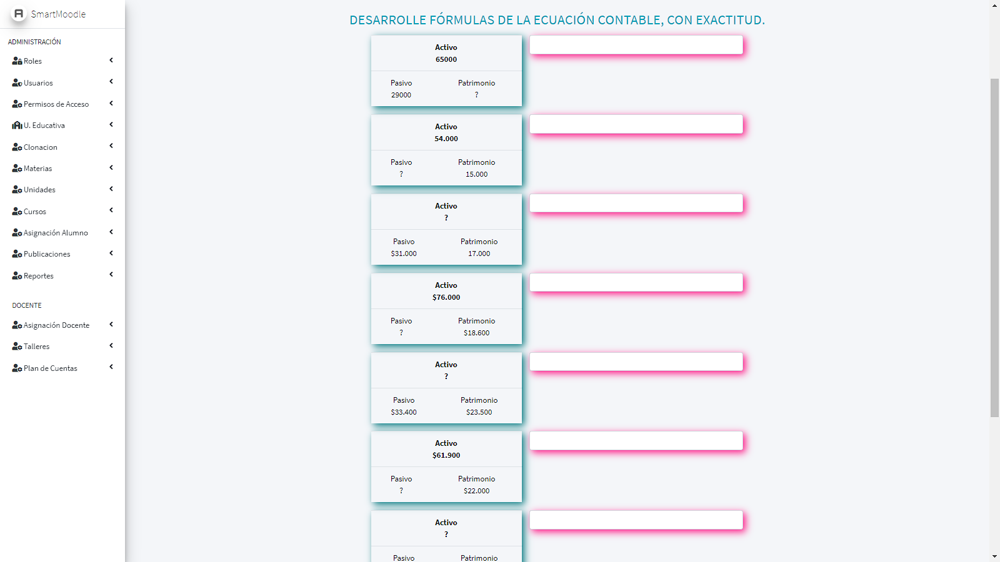 SmartMoodle
ADMINISTRACIÓN
Roles
Usuarios
Permisos de Acceso
U. Educativa
Clonacion
Materias
Unidades
Cursos
Asignación Alumno
Publicaciones
Reportes
DOCENTE
Asignación Docente
Talleres
Plan de Cuentas
DESARROLLE FÓRMULAS DE LA ECUACIÓN CONTABLE, CON EXACTITUD.
Activo
65000
Pasivo Patrimonio
29000 ?
Activo
54.000
Pasivo Patrimonio
? 15.000
Activo
?
Pasivo Patrimonio
$31.000 17.000
Activo
$76.000
Pasivo Patrimonio
? $18.600
Activo
?
Pasivo Patrimonio
$33.400 $23.500
Activo
$61.900
Pasivo Patrimonio
? $22.000
Activo
?
Pasivo Patrimonio